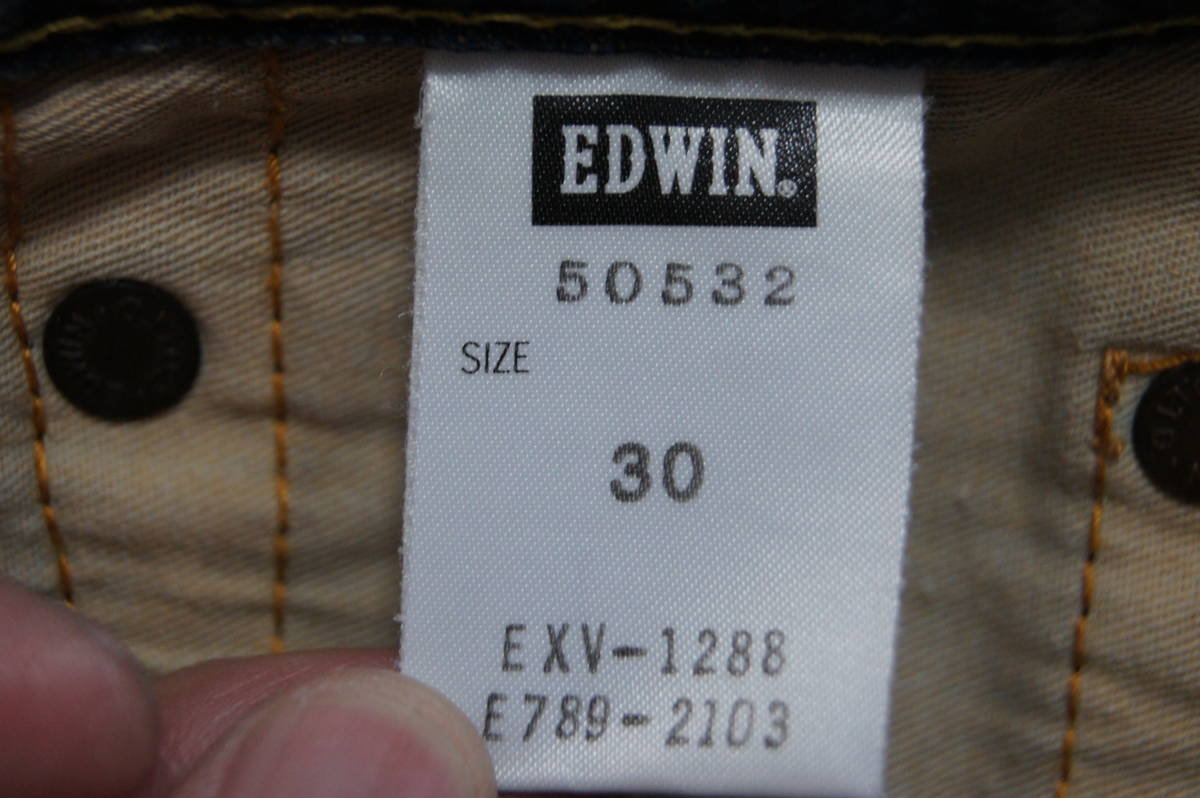 EDWIN.
50532
SIZE
30
EXV-1288
E789-2103